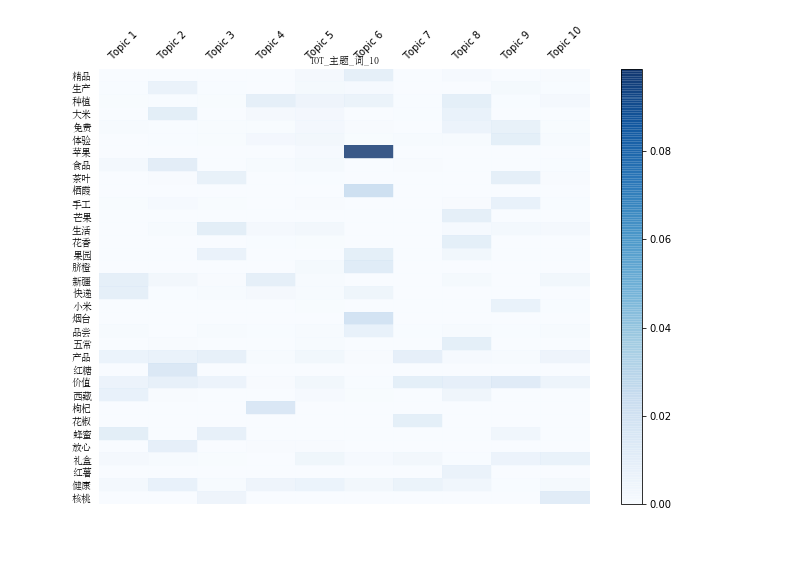 Topic 1 Topic 2 Topic 3 Topic 4 Topic 5 Topic 6 Topic 7 Topic 8 Topic 9 Topic 10
IOT_主题_词_10
精品
生产
种植
大米
免费
体验
苹果
食品
茶叶
栖霞
手工
芒果
生活
花香
果园
脐橙
新疆
快递
小米
烟台
品尝
五常
产品
红糖
价值
西藏
枸杞
花椒
蜂蜜
放心
礼盒
红薯
健康
核桃
0.08
0.06
0.04
0.02
0.00